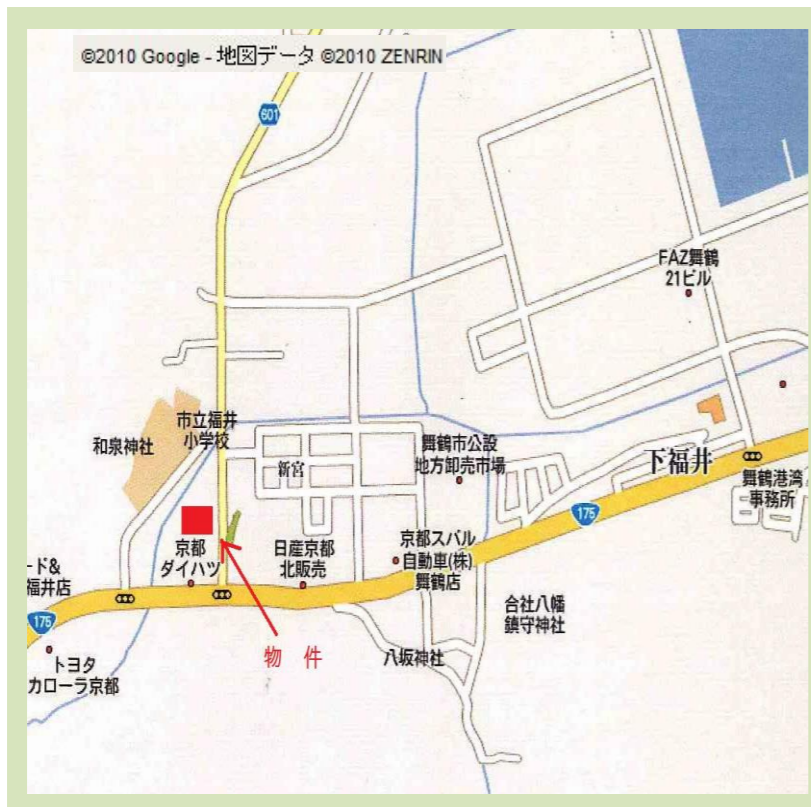 ©2010 Google - 地図データ ©2010 ZENRIN
601
FAZ舞鶴
21ビル
市立福井
小学校
和泉神社
新宮
舞鶴市公設
地方卸売市場
下福井
舞鶴港湾
事務所
175
京都
ダイハツ
日産京都
北販売
京都スバル
自動車(株)
舞鶴店
ード&
福井店
合社八幡
鎮守神社
175
物 件
八坂神社
トヨタ
カローラ京都